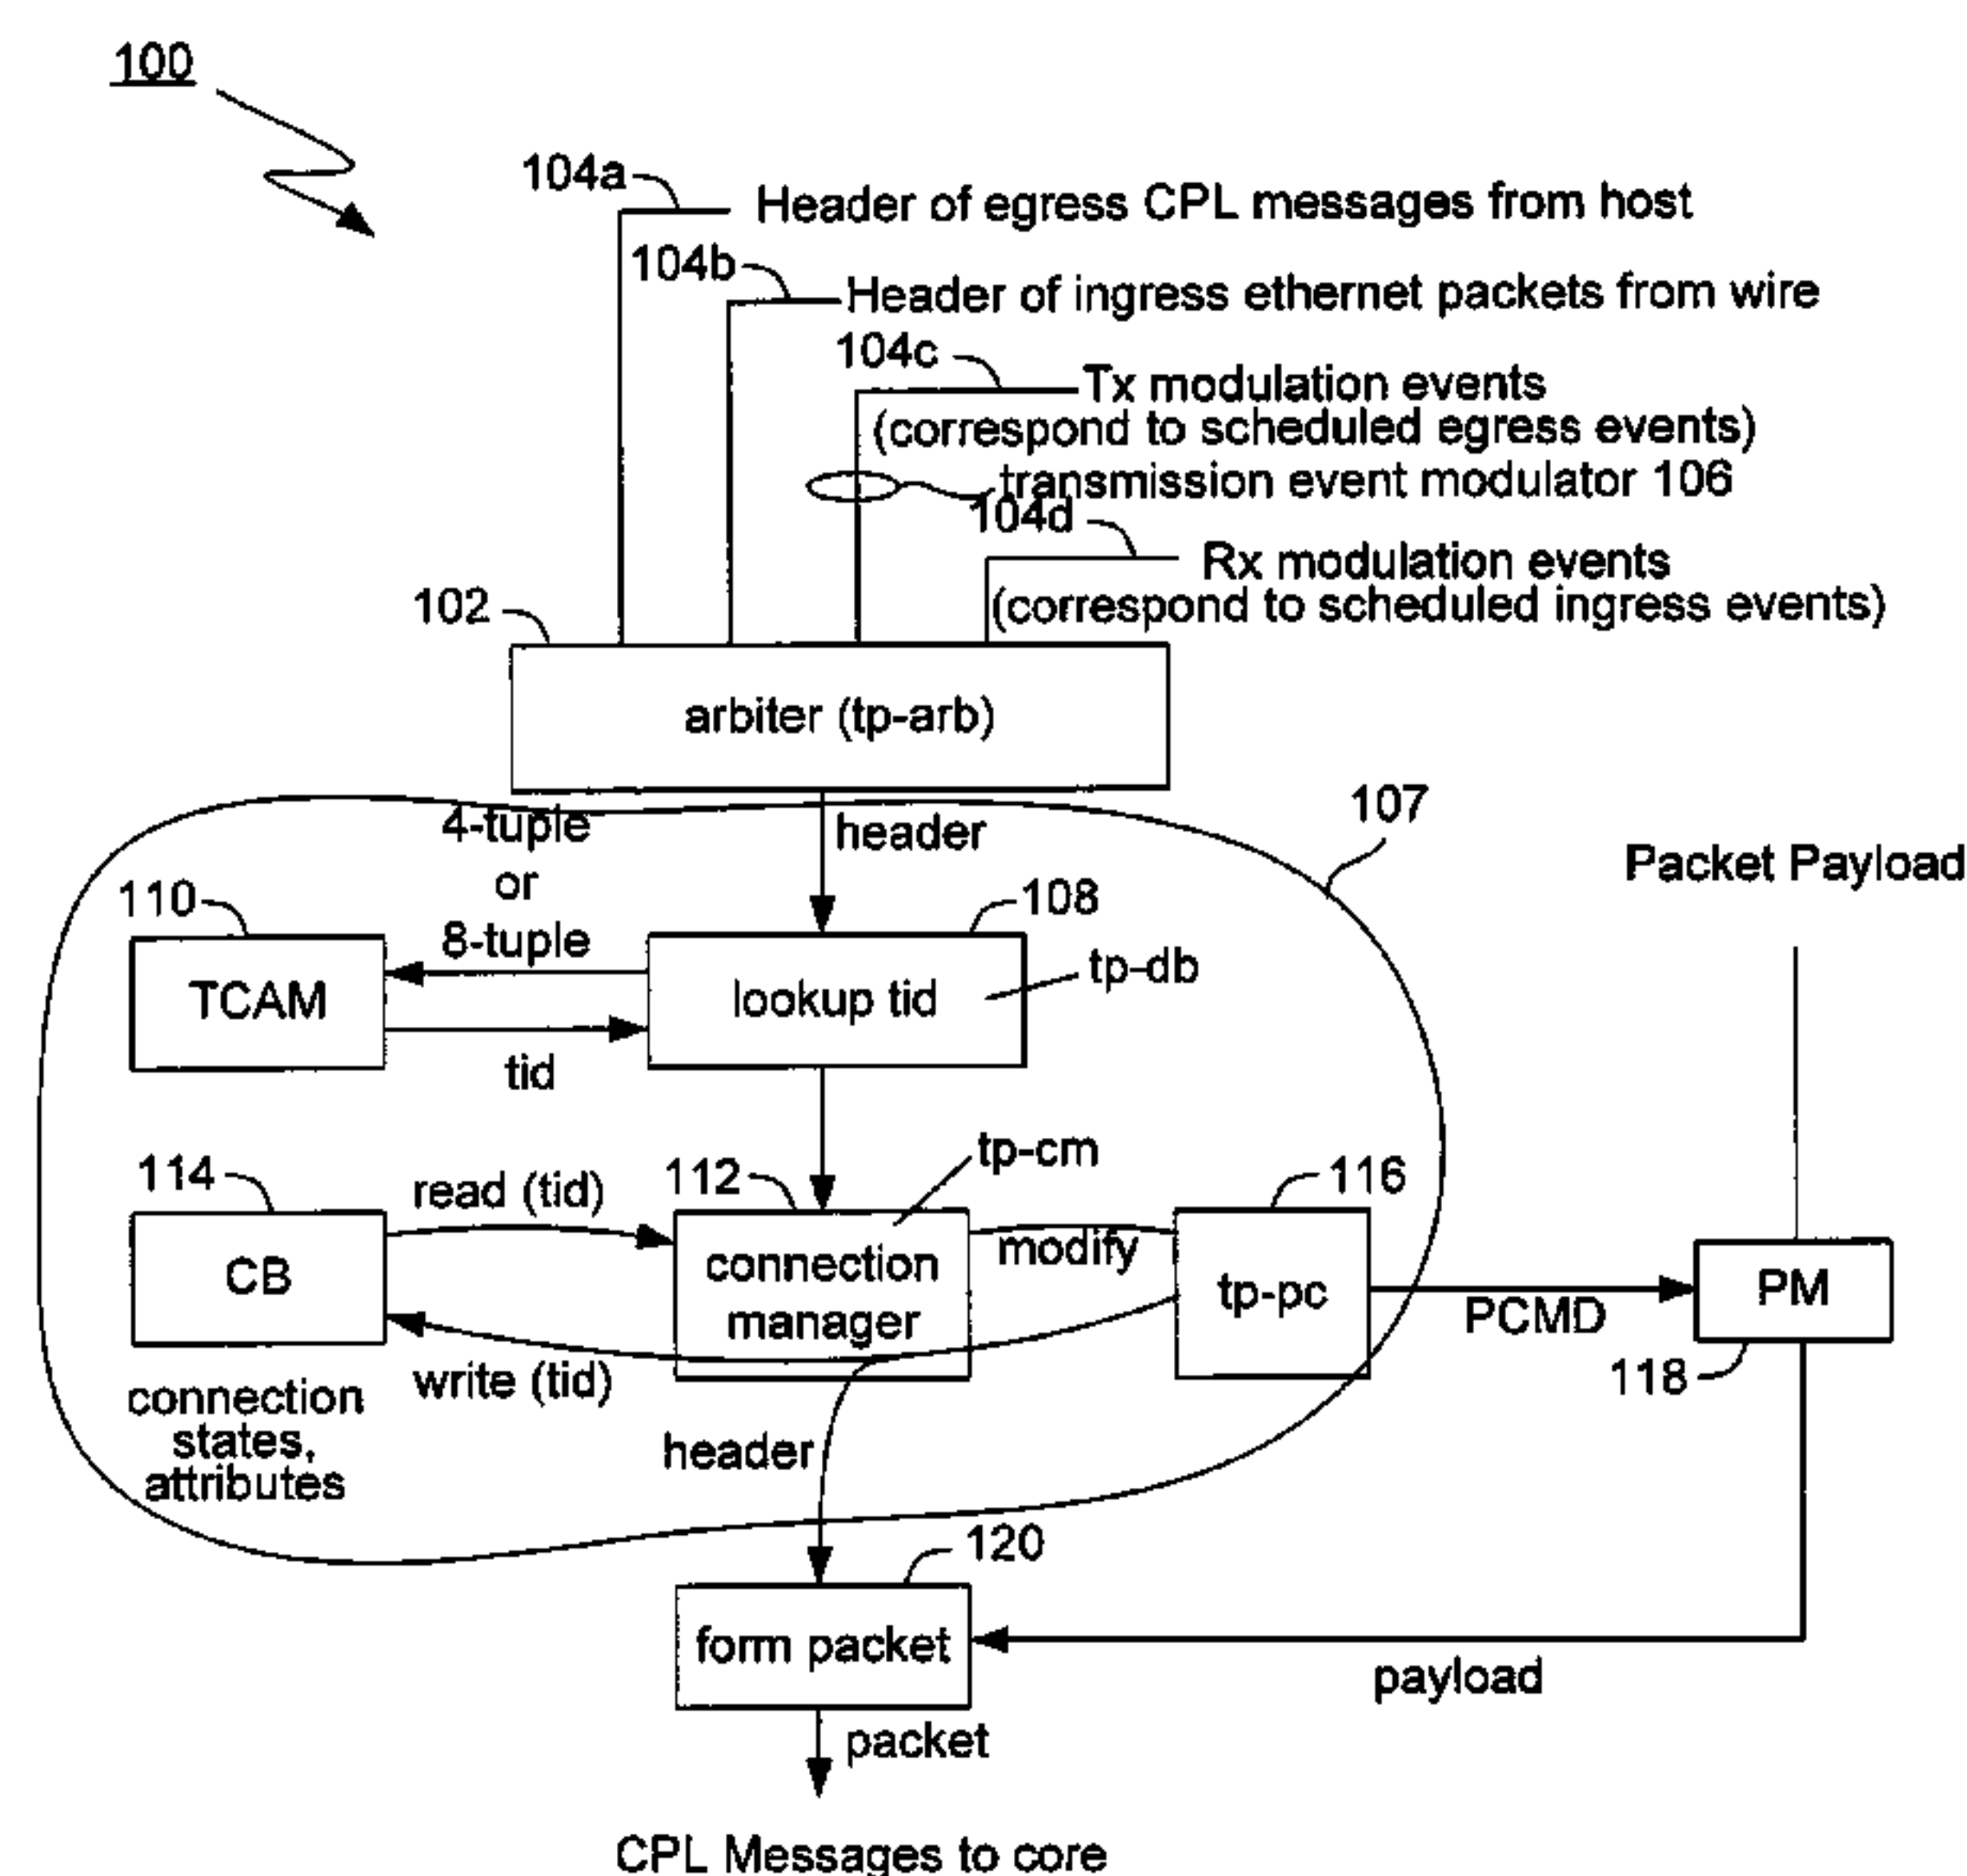 100
104a
Header of egress CPL messages from host
104b
Header of ingress ethernet packets from wire
104c
Tx modulation events
(correspond to scheduled egress events)
transmission event modulator 106
104d
Rx modulation events
(correspond to scheduled ingress events)
102
arbiter (tp-arb)
107
4-tuple
or
8-tuple
header
Packet Payload
110
108
TCAM
lookup tid
tp-db
tid
114
read (tid)
112
tp-cm
116
CB
connection
manager
modify
tp-pc
PCMD
PM
118
write (tid)
connection
states,
attributes
header
120
form packet
payload
packet
CPL Messages to core